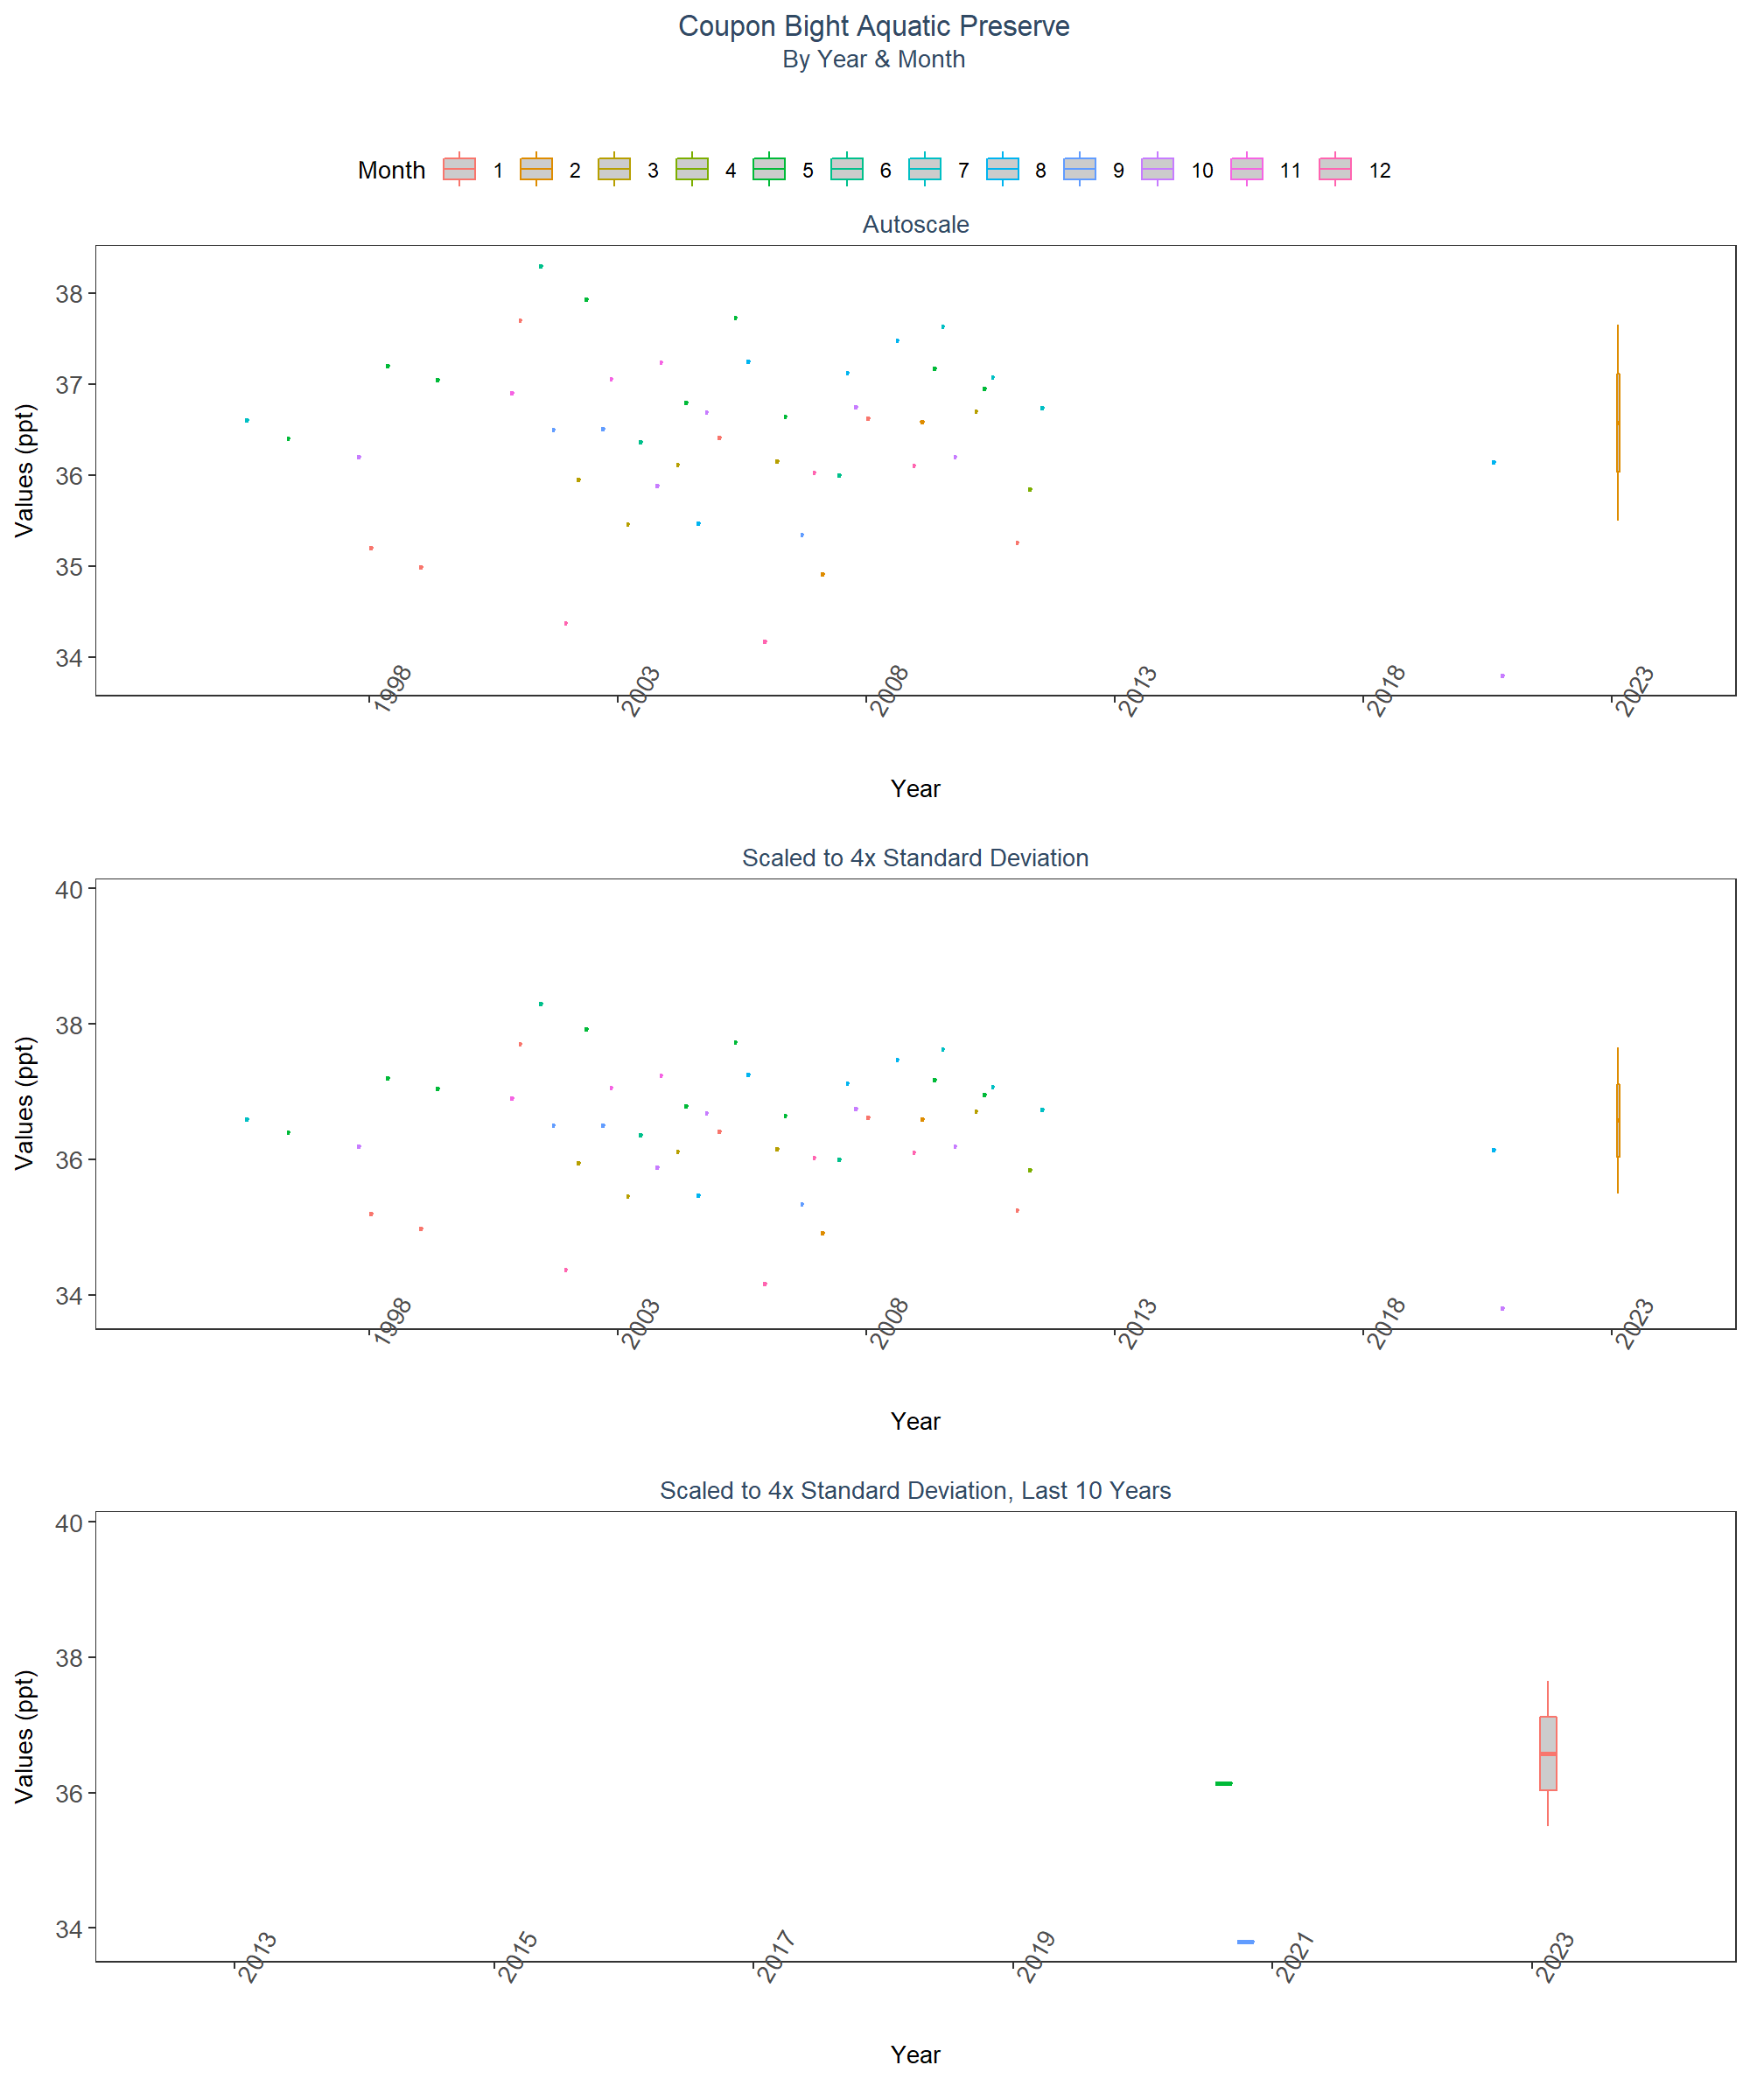 Coupon Bight Aquatic Preserve
By Year & Month
Month 1 2 3 4 5 6 7 8 9 10 11 12
Autoscale
Values (ppt)
38
37
36
35
34
1998 2003 2008 2013 2018 2023
Year
Scaled to 4x Standard Deviation
Values (ppt)
40
38
36
34
1998 2003 2008 2013 2018 2023
Year
Scaled to 4x Standard Deviation, Last 10 Years
Values (ppt)
40
38
36
34
2013 2015 2017 2019 2021 2023
Year